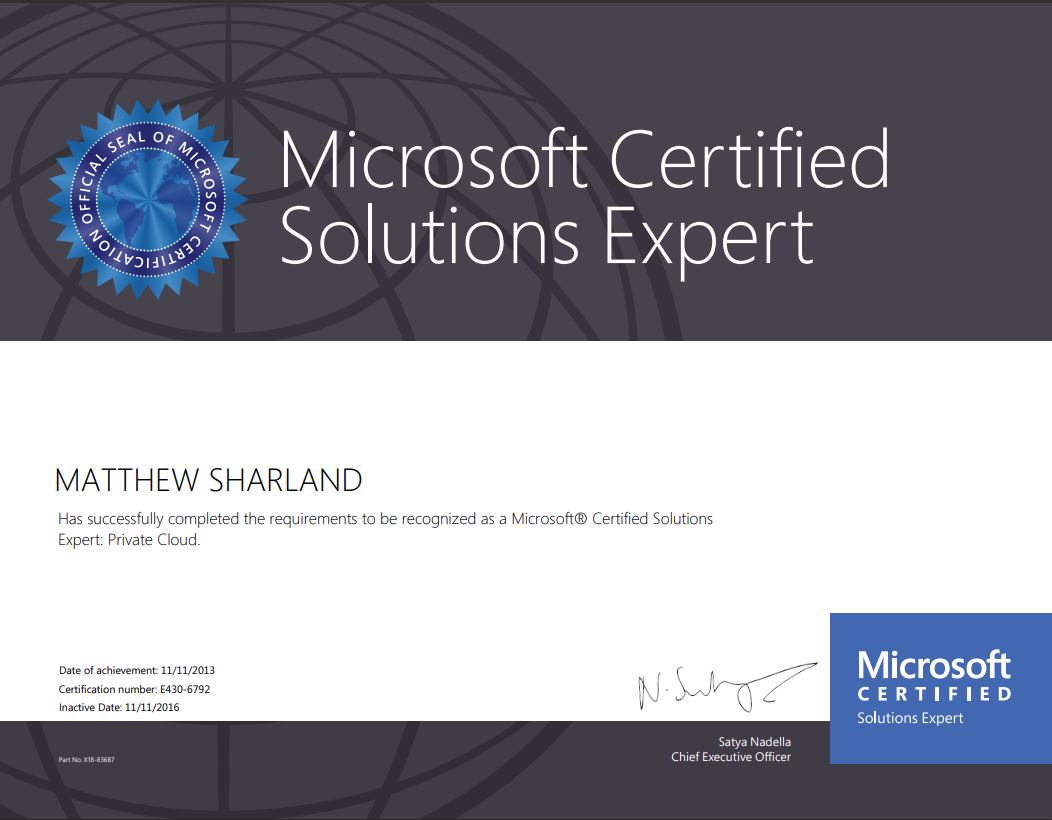 OFFICIAL SEAL OF MICROSOFT CERTIFICATION
Microsoft Certified
Solutions Expert
MATTHEW SHARLAND
Has successfully completed the requirements to be recognized as a Microsoft® Certified Solutions
Expert: Private Cloud.
Date of achievement: 11/11/2013
Certification number: E430-6792
Inactive Date: 11/11/2016
Microsoft
CERTIFIED
Solutions Expert
Satya Nadella
Chief Executive Officer
Part No. X18-83687